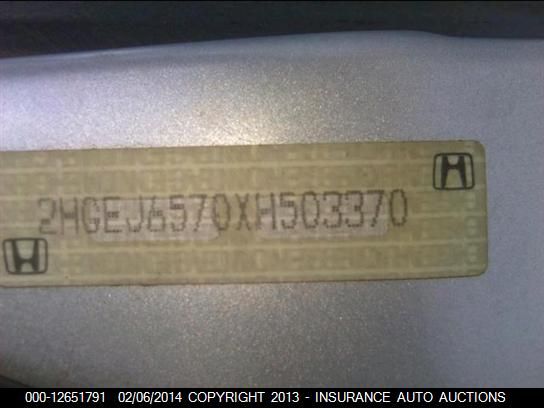 2HGEJ6570XH503370
000-12651791 02/06/2014 COPYRIGHT 2013 - INSURANCE AUTO AUCTIONS